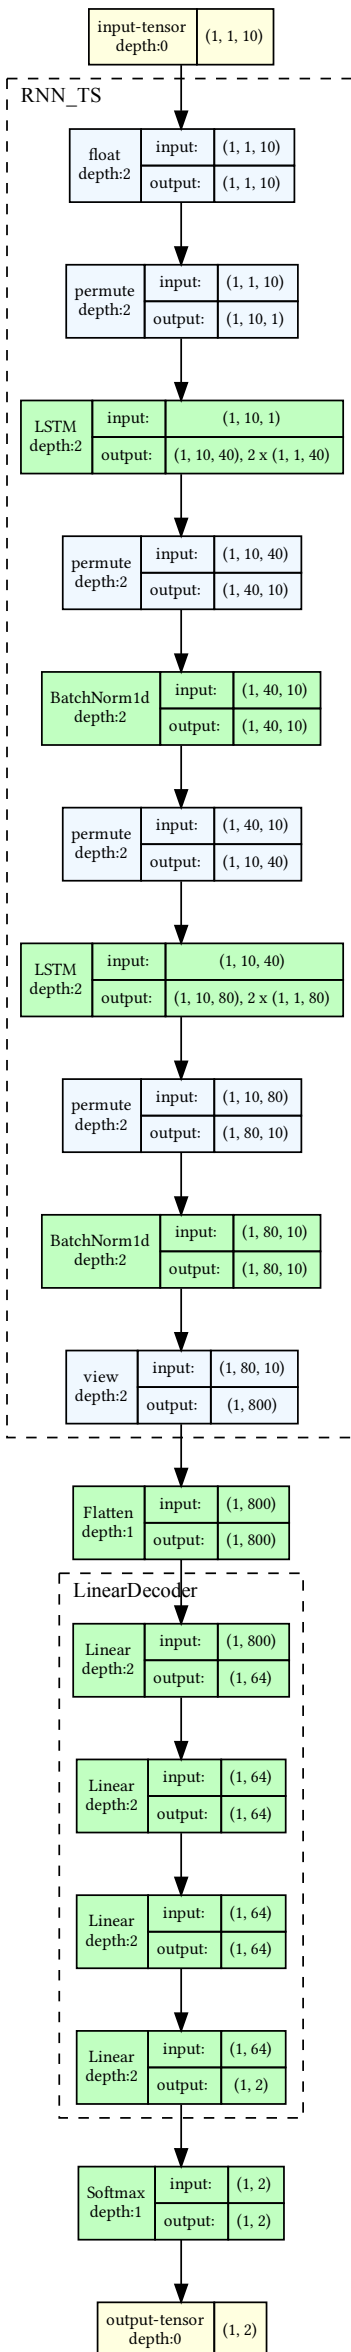 input-tensor
depth:0
(1, 1, 10)
RNN_TS
float
depth:2
input:
(1, 1, 10)
output:
(1, 1, 10)
permute
depth:2
input:
(1, 1, 10)
output:
(1, 10, 1)
LSTM
depth:2
input:
(1, 10, 1)
output:
(1, 10, 40), 2 x (1, 1, 40)
permute
depth:2
input:
(1, 10, 40)
output:
(1, 40, 10)
BatchNorm1d
depth:2
input:
(1, 40, 10)
output:
(1, 40, 10)
permute
depth:2
input:
(1, 40, 10)
output:
(1, 10, 40)
LSTM
depth:2
input:
(1, 10, 40)
output:
(1, 10, 80), 2 x (1, 1, 80)
permute
depth:2
input:
(1, 10, 80)
output:
(1, 80, 10)
BatchNorm1d
depth:2
input:
(1, 80, 10)
output:
(1, 80, 10)
view
depth:2
input:
(1, 80, 10)
output:
(1, 800)
Flatten
depth:1
input:
(1, 800)
output:
(1, 800)
LinearDecoder
Linear
depth:2
input:
(1, 800)
output:
(1, 64)
Linear
depth:2
input:
(1, 64)
output:
(1, 64)
Linear
depth:2
input:
(1, 64)
output:
(1, 64)
Linear
depth:2
input:
(1, 64)
output:
(1, 2)
Softmax
depth:1
input:
(1, 2)
output:
(1, 2)
output-tensor
depth:0
(1, 2)